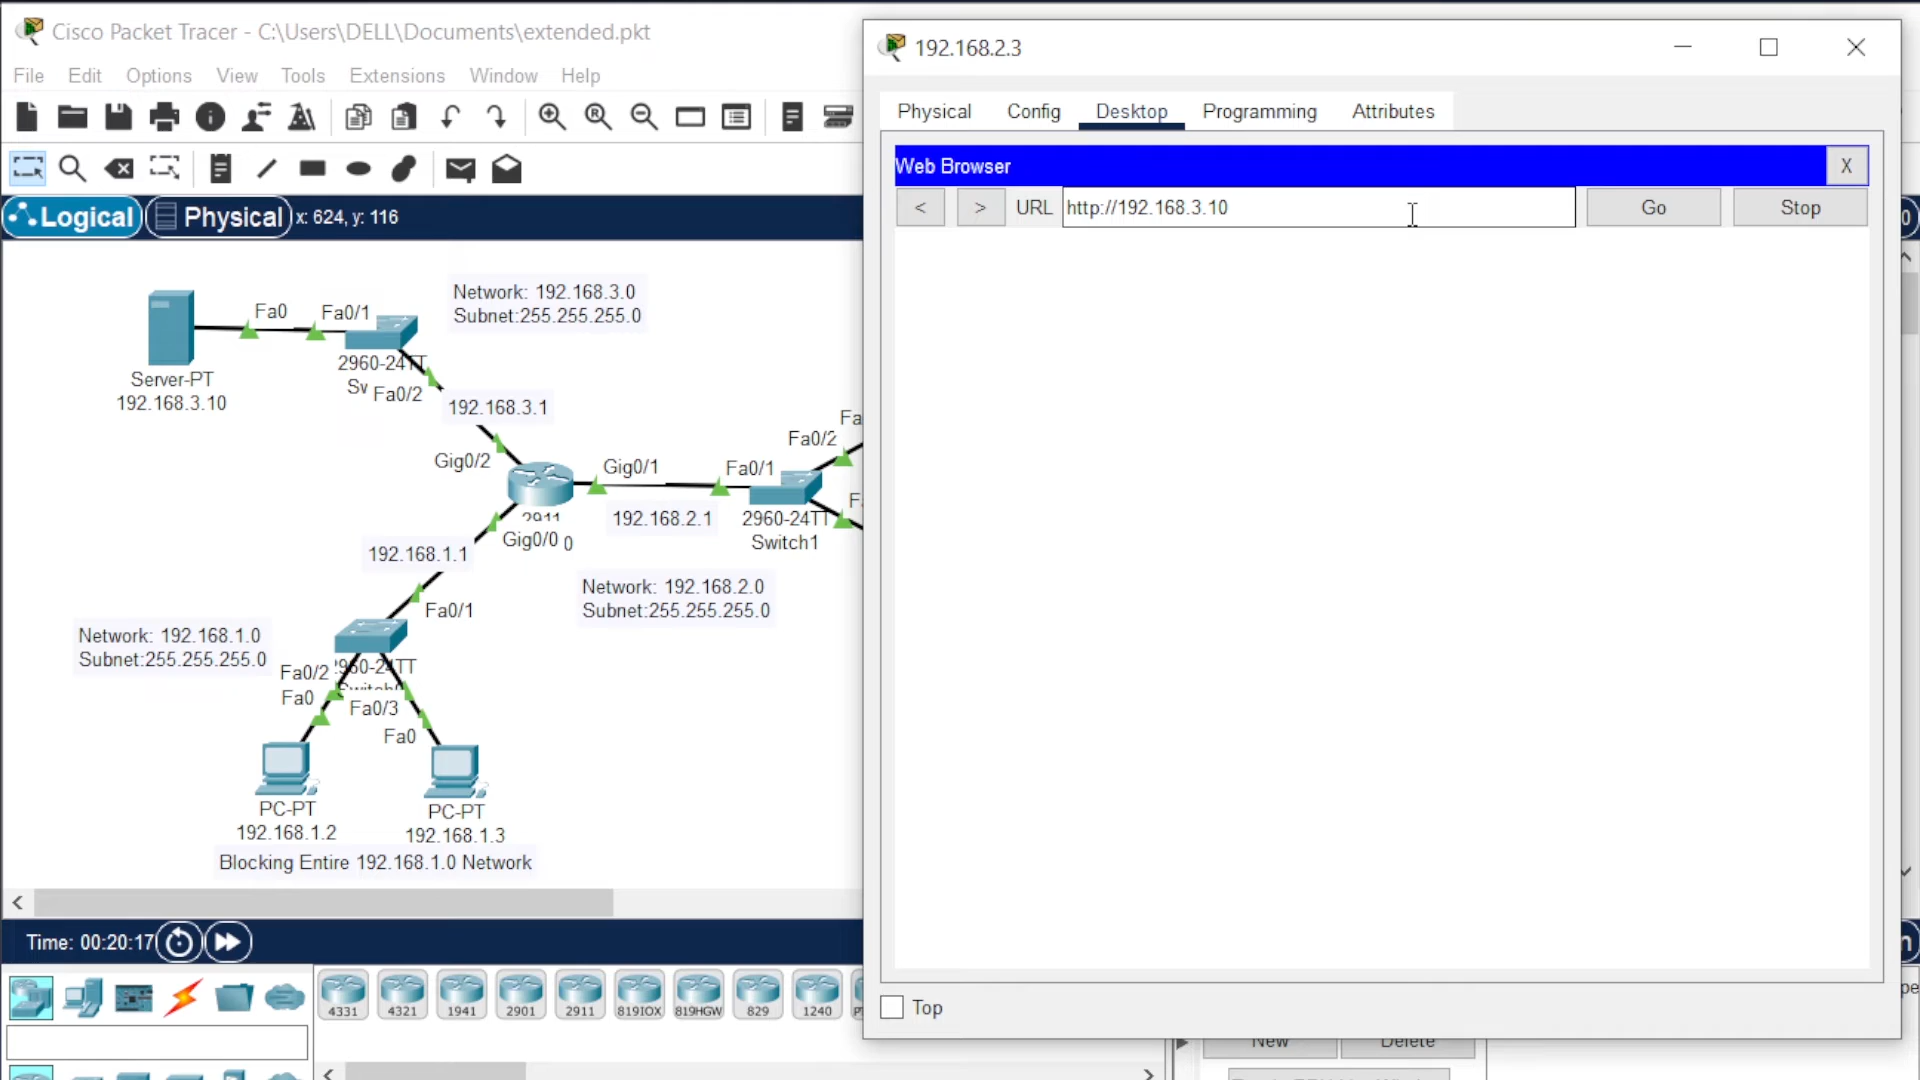 Cisco Packet Tracer - C:\Users\DELL\Documents\extended.pkt
File Edit Options View Tools Extensions Window Help
Logical Physical x: 624, y: 116
Network: 192.168.3.0
Subnet:255.255.255.0
Fa0 Fa0/1
2960-24TT
Fa0/2
Server-PT
192.168.3.10
192.168.3.1
Gig0/2
Gig0/1
Fa0/1
Fa0/2
Fa
192.168.2.1
2960-24TT
Switch1
2911
Gig0/0 0
192.168.1.1
Network: 192.168.2.0
Subnet:255.255.255.0
Fa0/1
Network: 192.168.1.0
Subnet:255.255.255.0
Fa0/2
Fa0
Fa0/3
Fa0
PC-PT
192.168.1.2
PC-PT
192.168.1.3
Blocking Entire 192.168.1.0 Network
Time: 00:20:17
4331 4321 1941 2901 2911 819IOX 819HGW 829 1240
192.168.2.3
Physical Config Desktop Programming Attributes
Web Browser X
< > URL http://192.168.3.10 Go Stop
Top
New Delete